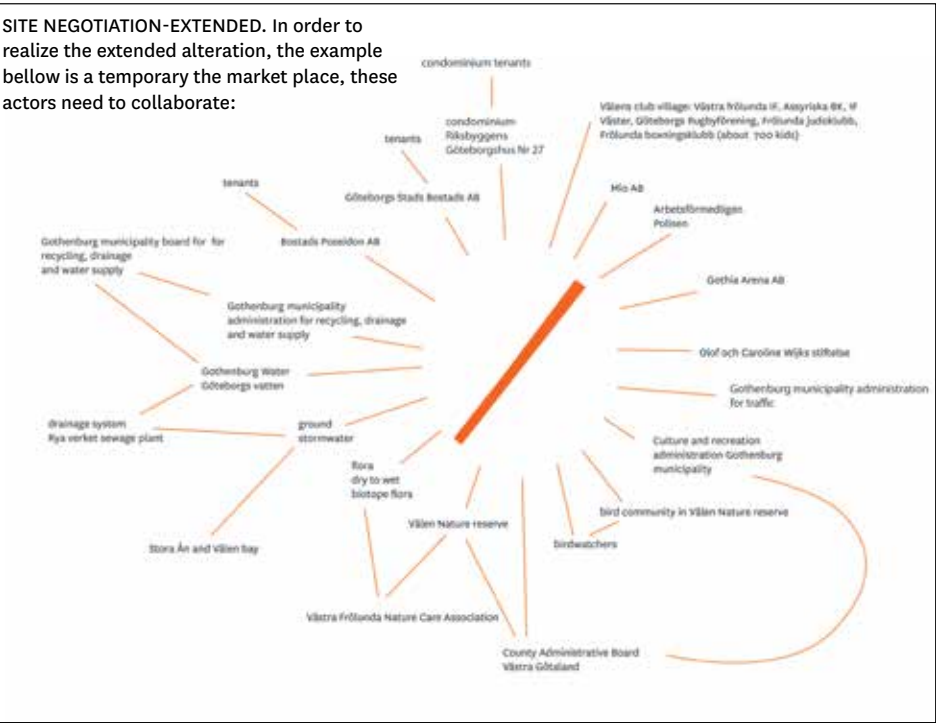 SITE NEGOTIATION-EXTENDED. In order to
realize the extended alteration, the example
bellow is a temporary the market place, these
actors need to collaborate:
condominium tenants
condominium
Riksbyggens
Göteborgshus Nr 27
Välens club village: Västra frölunda IF, Assyriska BK, IF
Väster, Göteborgs Rugbyförening, Frölunda judoklubb,
Frölunda boxningsklubb (about 700 kids)
tenants
Göteborgs Stads Bostads AB
Mio AB
tenants
Arbetsförmedligen
Polisen
Bostads Poseidon AB
Gothenburg municipality board for for
recycling, drainage
and water supply
Gothia Arena AB
Gothenburg municipality
administration for recycling, drainage
and water supply
Olof och Caroline Wijks stiftelse
Gothenburg Water
Göteborgs vatten
Gothenburg municipality administration
for traffic
drainage system
Rya verket sewage plant
ground
stormwater
Culture and recreation
administration Gothenburg
municipality
flora
dry to wet
biotope flora
bird community in Välen Nature reserve
Välen Nature reserve
birdwatchers
Stora Ån and Välen bay
Västra Frölunda Nature Care Association
County Administrative Board
Västra Götaland